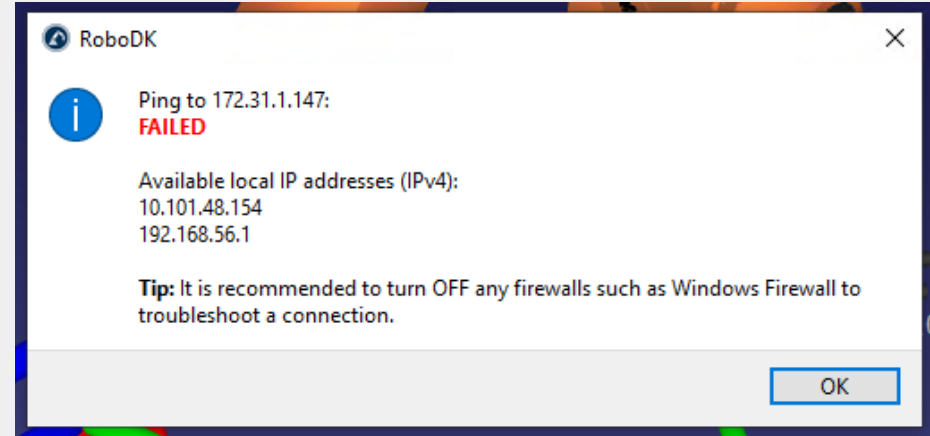 RoboDK
Ping to 172.31.1.147:
FAILED
Available local IP addresses (IPv4):
10.101.48.154
192.168.56.1
Tip: It is recommended to turn OFF any firewalls such as Windows Firewall to
troubleshoot a connection.
OK